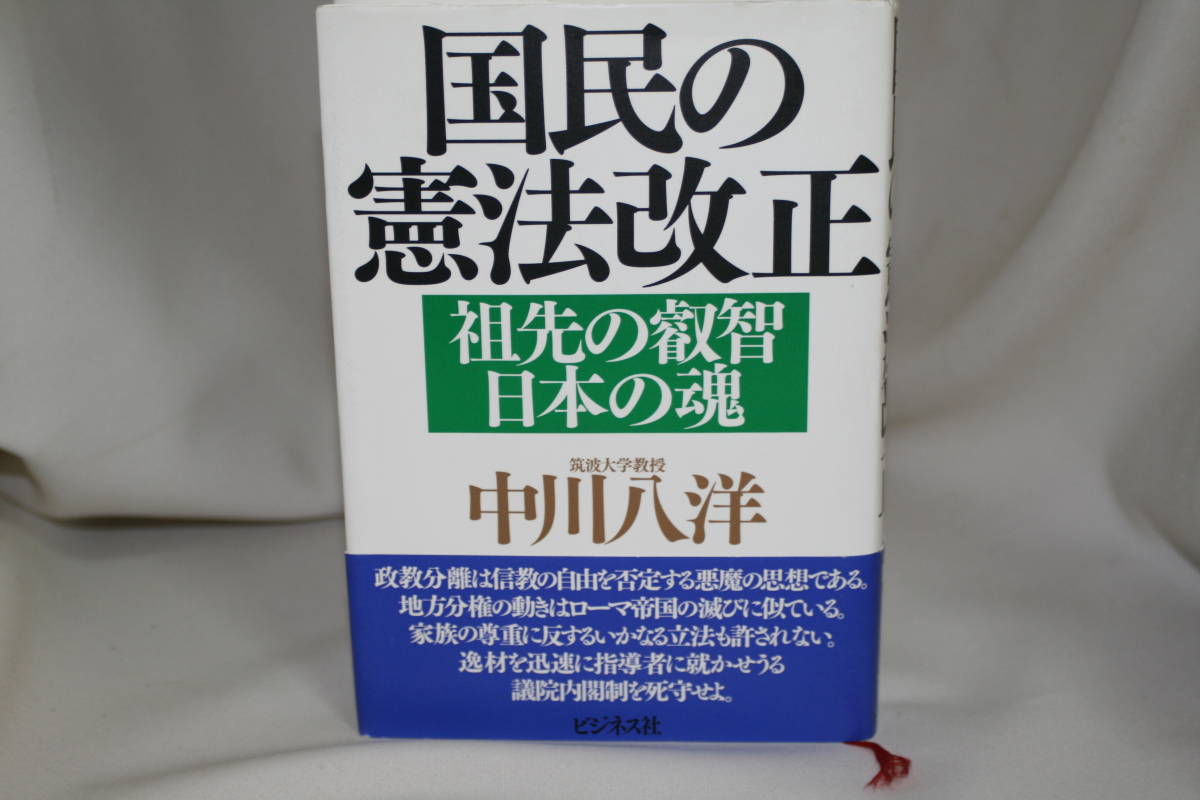 国民の
憲法改正
祖先の叡智
日本の魂
筑波大学教授
中川八洋
政教分離は信教の自由を否定する悪魔の思想である。
地方分権の動きはローマ帝国の滅びに似ている。
家族の尊重に反するいかなる立法も許されない。
逸材を迅速に指導者に就かせうる
議院内閣制を死守せよ。
ビジネス社